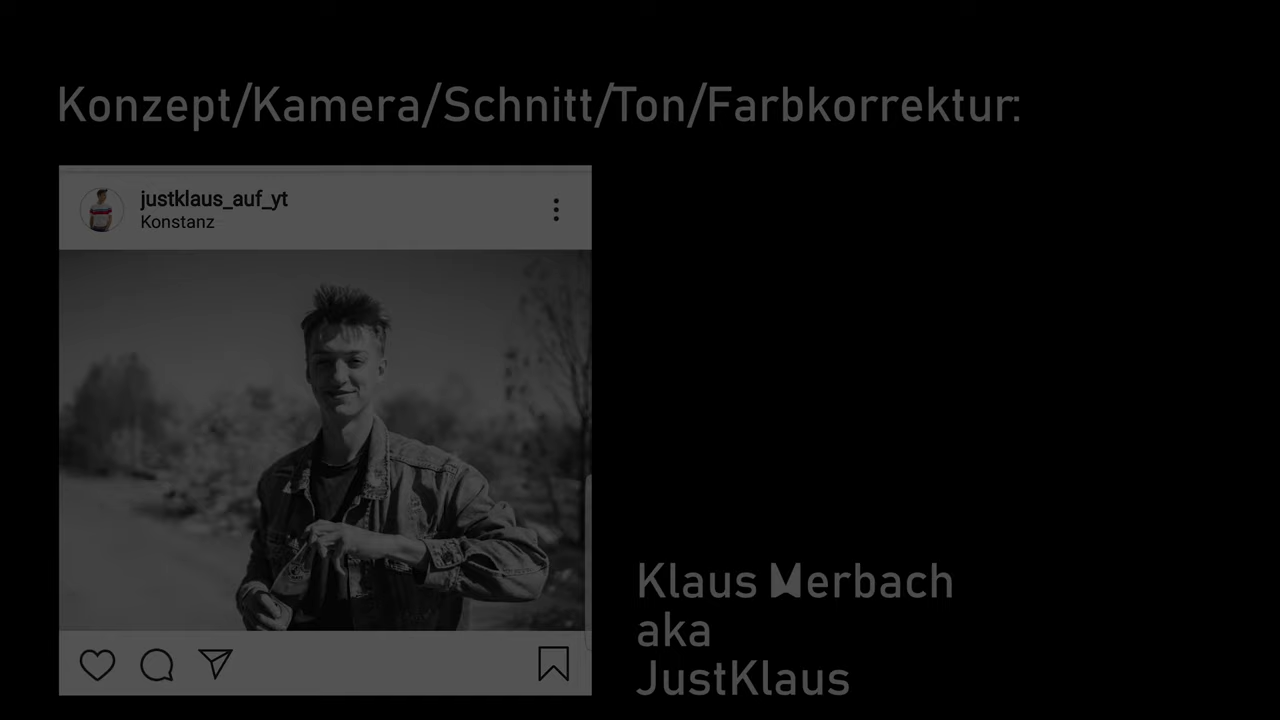 Konzept/Kamera/Schnitt/Ton/Farbkorrektur:
justklaus_auf_yt
Konstanz
Klaus Merbach
aka
JustKlaus